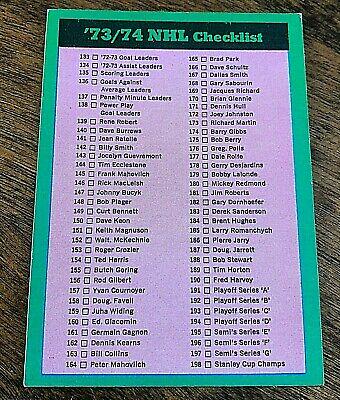 '73/74 NHL Checklist
133 '72-73 Goal Leaders
134 '72-73 Assist Leaders
135 Scoring Leaders
136 Goals Against
Average Leaders
137 Penalty Minute Leaders
138 Power Play
Goal Leaders
139 Rene Robert
140 Dave Burrows
141 Jean Ratelle
142 Billy Smith
143 Jocelyn Guevremont
144 Tim Ecclestone
145 Frank Mahovlich
146 Rick MacLeish
147 Johnny Bucyk
148 Bob Plager
149 Curt Bennett
150 Dave Keon
151 Keith Magnuson
152 Walt. McKechnie
153 Roger Crozier
154 Ted Harris
155 Butch Goring
156 Rod Gilbert
157 Yvan Cournoyer
158 Doug. Favell
159 Juha Widing
160 Ed. Giacomin
161 Germain Gagnon
162 Dennis Kearns
163 Bill Collins
164 Peter Mahovlich
165 Brad Park
166 Dave Schultz
167 Dallas Smith
168 Gary Sabourin
169 Jacques Richard
170 Brian Glennie
171 Dennis Hull
172 Joey Johnston
173 Richard Martin
174 Barry Gibbs
175 Bob Berry
176 Greg. Polis
177 Dale Rolfe
178 Gerry Desjardins
179 Bobby Lalonde
180 Mickey Redmond
181 Jim Roberts
182 Gary Dornhoefer
183 Derek Sanderson
184 Brent Hughes
185 Larry Romanchych
186 Pierre Jarry
187 Doug. Jarrett
188 Bob Stewart
189 Tim Horton
190 Fred Harvey
191 Playoff Series 'A'
192 Playoff Series 'B'
193 Playoff Series 'C'
194 Playoff Series 'D'
195 Semi's Series 'E'
196 Semi's Series 'F'
197 Semi's Series 'G'
198 Stanley Cup Champs